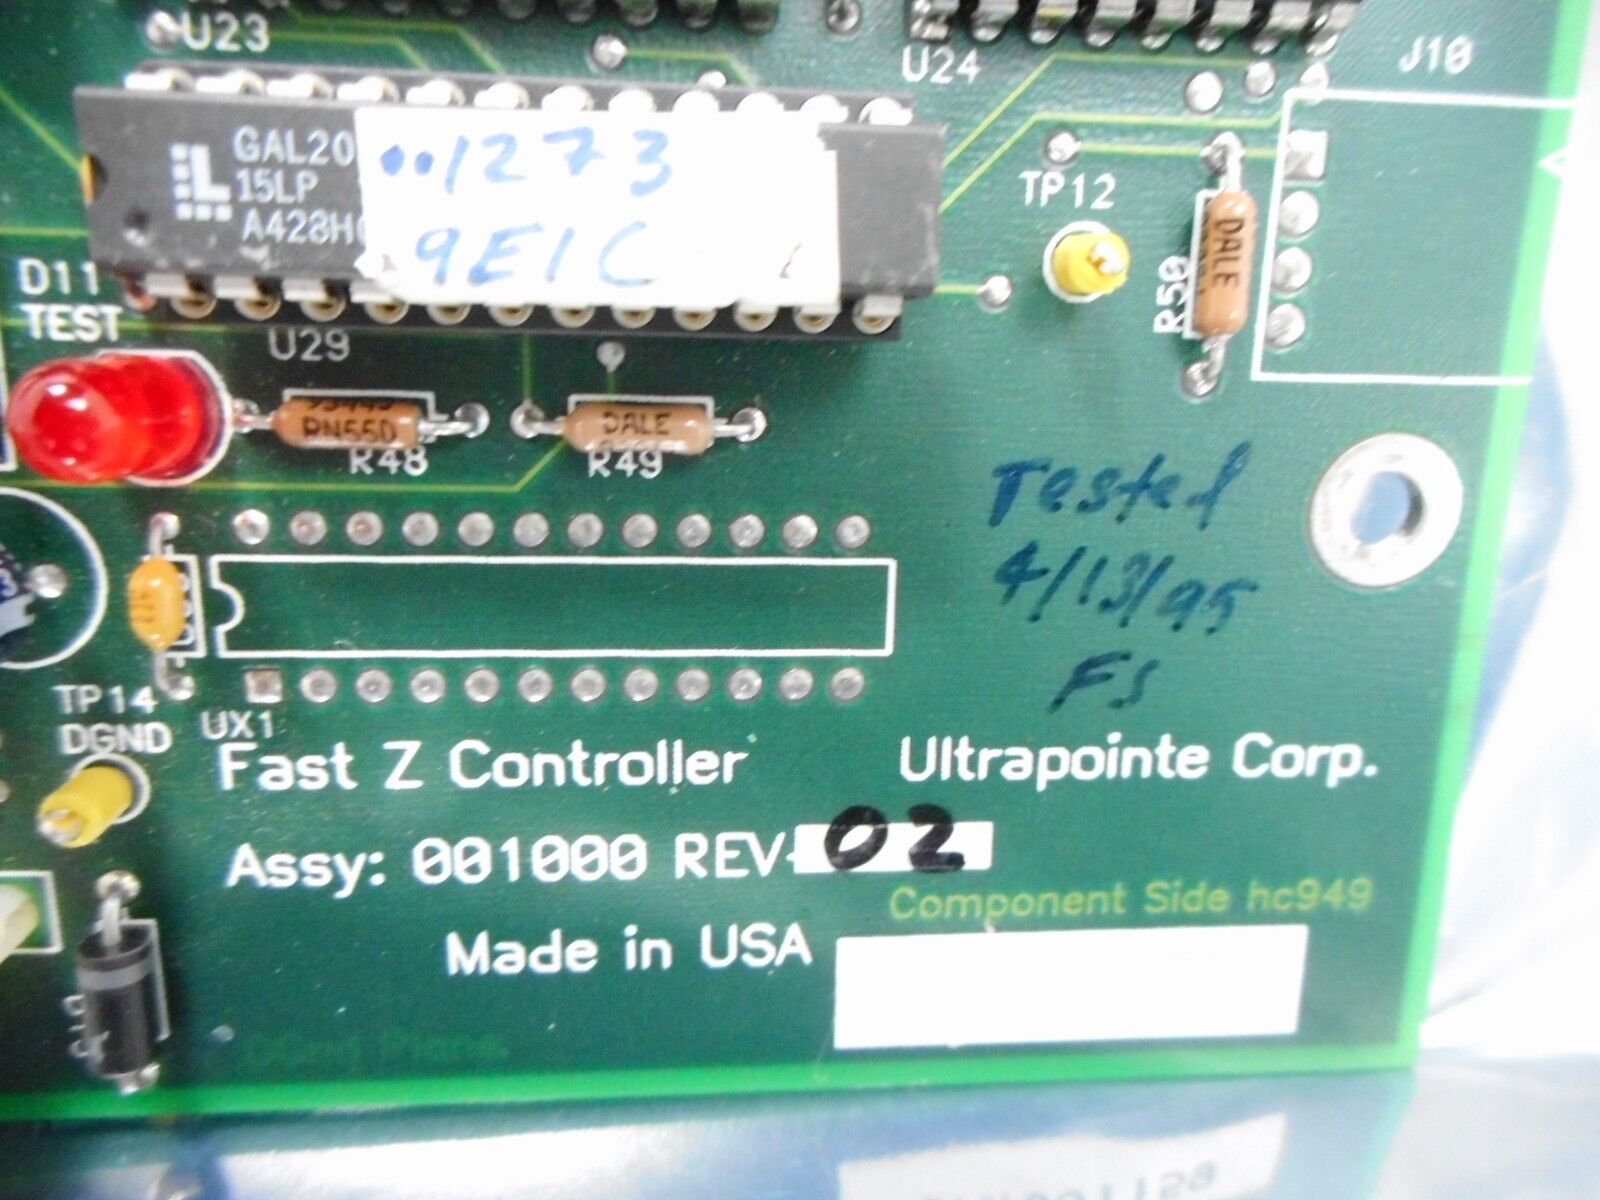 U23
U24
J10
GAL20
15LP
A428H
..1273
9E1C
TP12
DALE
R50
D11
TEST
U29
RN55D
R48
DALE
R49
Tested
4/13/95
FS
TP14
DGND
UX1
Fast Z Controller
Ultrapointe Corp.
Assy: 001000 REV-02
Component Side hc949
Made in USA